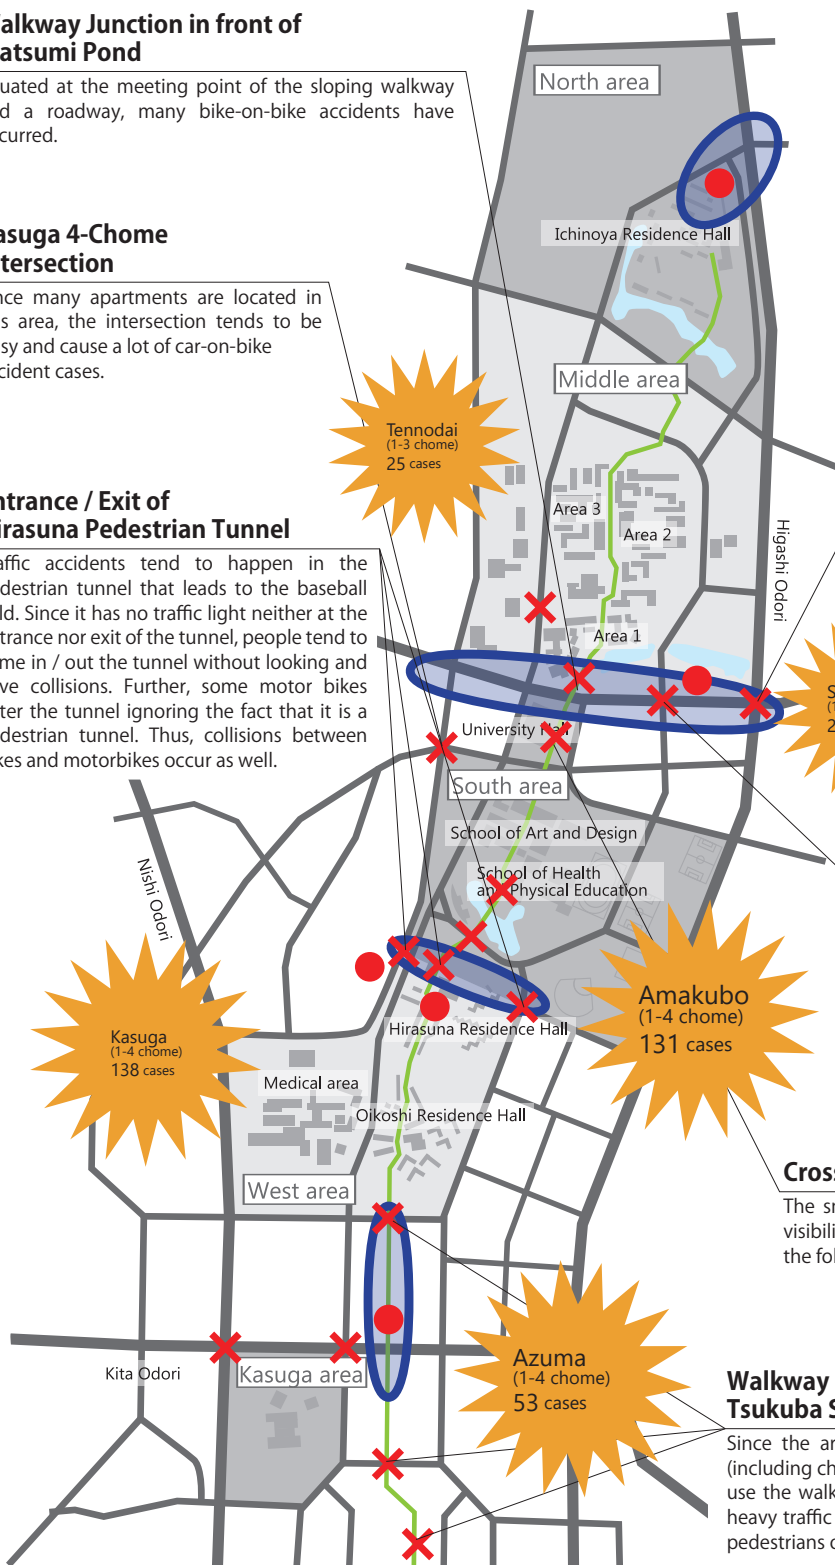 alkway Junction in front of
atsumi Pond
uated at the meeting point of the sloping walkway
d a roadway, many bike-on-bike accidents have
curred.
asuga 4-Chome
tersection
nce many apartments are located in
s area, the intersection tends to be
sy and cause a lot of car-on-bike
cident cases.
ntrance / Exit of
irasuna Pedestrian Tunnel
affic accidents tend to happen in the
destrian tunnel that leads to the baseball
ld. Since it has no traffic light neither at the
trance nor exit of the tunnel, people tend to
me in / out the tunnel without looking and
ve collisions. Further, some motor bikes
ter the tunnel ignoring the fact that it is a
destrian tunnel. Thus, collisions between
kes and motorbikes occur as well.
North area
Ichinoya Residence Hall
Middle area
Tennodai
(1-3 chome)
25 cases
Area 3
Area 2
Higashi Odori
Area 1
S
(1
2
University Hall
South area
School of Art and Design
School of Health
and Physical Education
Nishi Odori
Amakubo
(1-4 chome)
131 cases
Kasuga
(1-4 chome)
138 cases
Hirasuna Residence Hall
Medical area
Oikoshi Residence Hall
West area
Cross
The sr
visibili
the fol
Azuma
(1-4 chome)
53 cases
Kita Odori
Kasuga area
Walkway
Tsukuba S
Since the ar
(including ch
use the walk
heavy traffic
pedestrians c